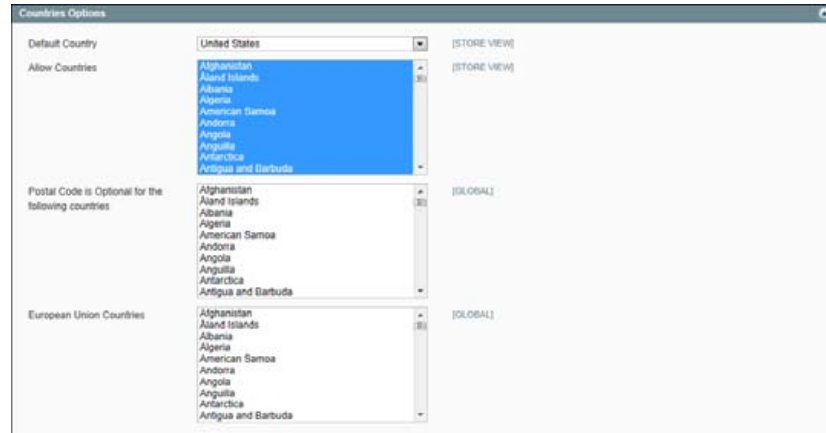 Countries Options
Default Country United States [STORE VIEW]
Allow Countries [STORE VIEW]
Afghanistan
Åland Islands
Albania
Algeria
American Samoa
Andorra
Angola
Anguilla
Antarctica
Antigua and Barbuda
Postal Code is Optional for the following countries [GLOBAL]
Afghanistan
Åland Islands
Albania
Algeria
American Samoa
Andorra
Angola
Anguilla
Antarctica
Antigua and Barbuda
European Union Countries [GLOBAL]
Afghanistan
Åland Islands
Albania
Algeria
American Samoa
Andorra
Angola
Anguilla
Antarctica
Antigua and Barbuda